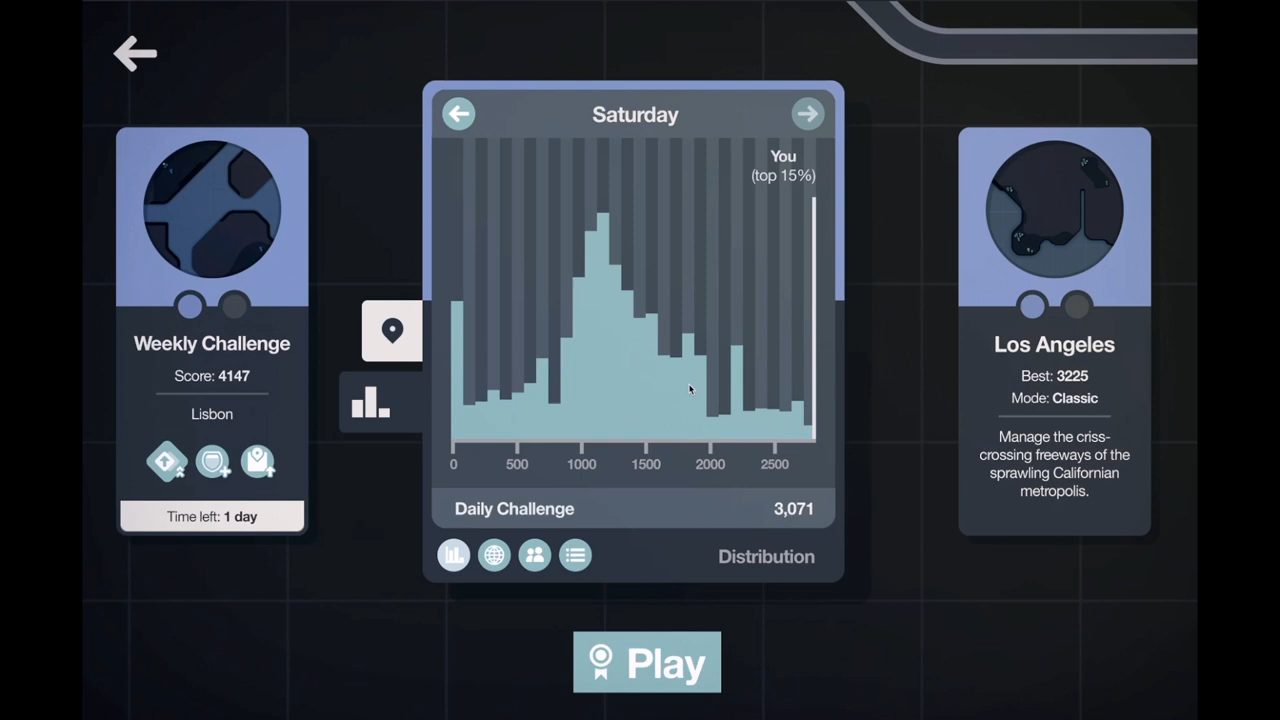 Saturday
You
(top 15%)
0 500 1000 1500 2000 2500
Daily Challenge 3,071
Distribution
Weekly Challenge
Score: 4147
Lisbon
Time left: 1 day
Los Angeles
Best: 3225
Mode: Classic
Manage the criss-
crossing freeways of the
sprawling Californian
metropolis.
Play